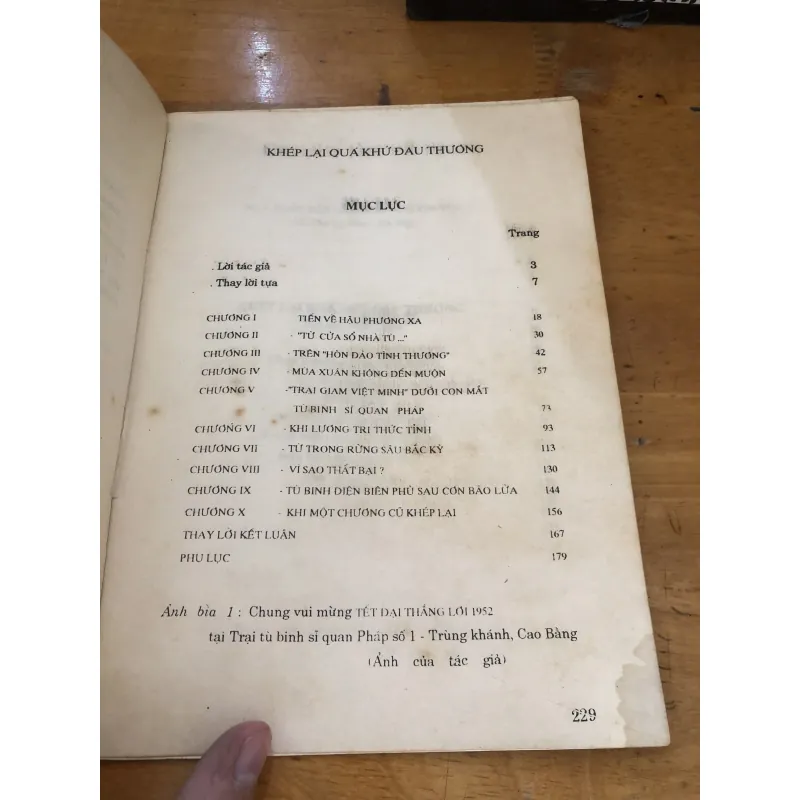 KHÉP LẠI QUA KHỨ ĐAU THƯƠNG
MỤC LỰC
Trang
. Lời tác giả 3
. Thay lời tựa 7
CHƯƠNG I TIẾN VỀ HẬU PHƯƠNG XA 18
CHƯƠNG II - "TỪ CỬA SỔ NHÀ TÙ ..." 30
CHƯƠNG III - TRÊN "HÒN ĐẢO TÌNH THƯƠNG" 42
CHƯƠNG IV - MÙA XUÂN KHÔNG ĐẾN MUỘN 57
CHƯƠNG V -"TRẠI GIAM VIỆT MINH" DƯỚI CON MẮT
TÙ BINH SĨ QUAN PHÁP 73
CHƯƠNG VI - KHI LƯƠNG TRI THỨC TỈNH 93
CHƯƠNG VII - TỪ TRONG RỪNG SÂU BẮC KỲ 113
CHƯƠNG VIII - VÌ SAO THẤT BẠI ? 130
CHƯƠNG IX - TÙ BINH ĐIỆN BIÊN PHỦ SAU CƠN BÃO LỬA 144
CHƯƠNG X - KHI MỘT CHƯƠNG CŨ KHÉP LẠI 156
THAY LỜI KẾT LUẬN 167
PHỤ LỤC 179
Ảnh bìa 1 : Chung vui mừng TẾT ĐẠI THẮNG LỢI 1952
tại Trại tù binh sĩ quan Pháp số 1 - Trùng khánh, Cao Bằng
(Ảnh của tác giả)
229